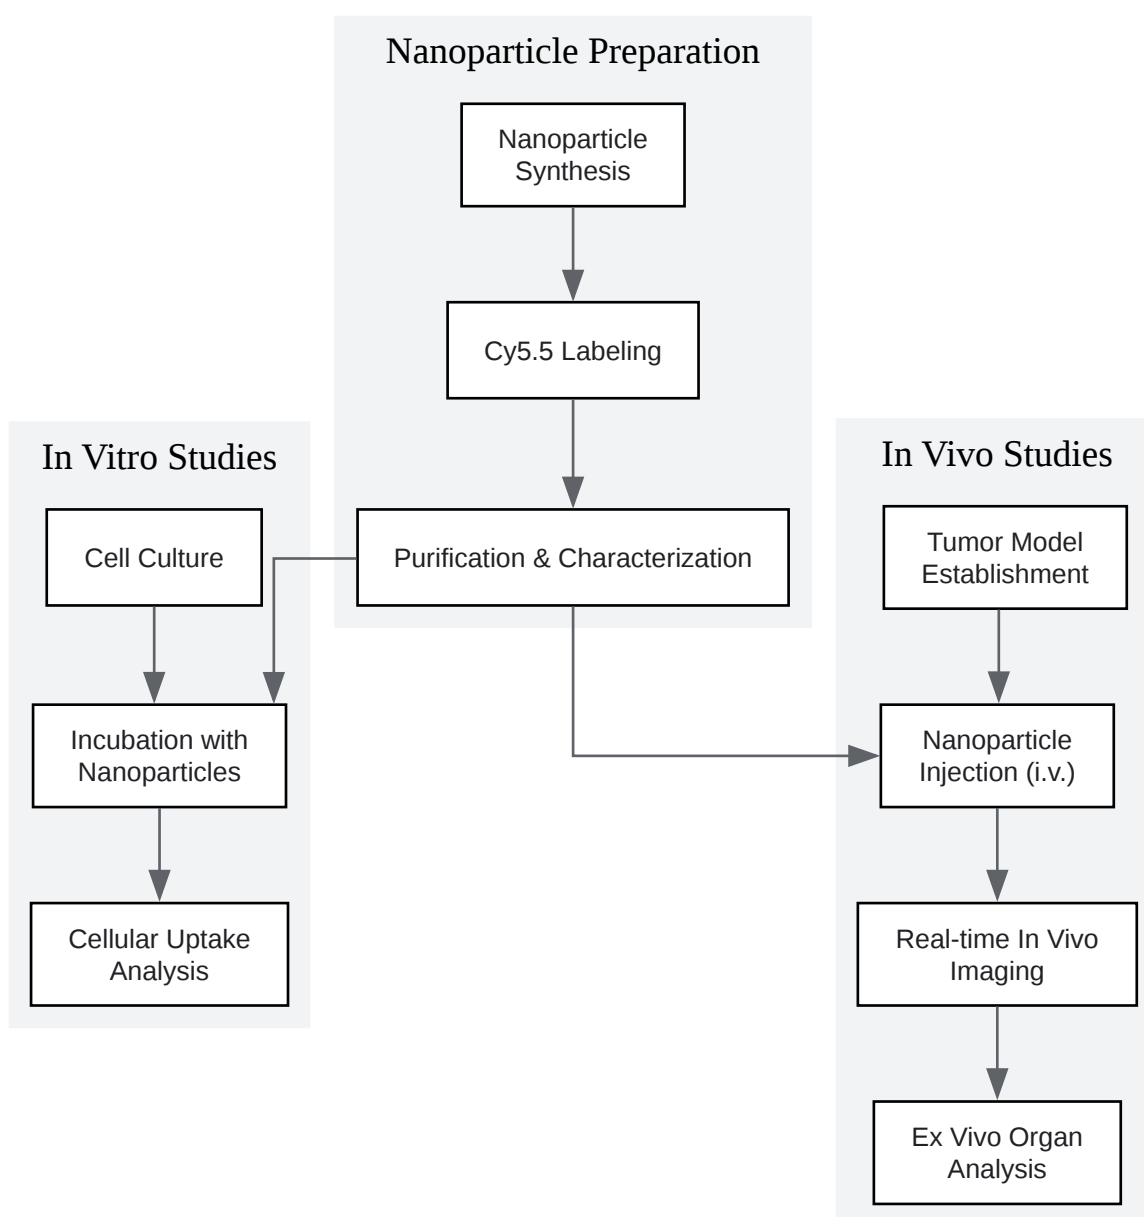 Nanoparticle Preparation
Nanoparticle
Synthesis
Cy5.5 Labeling
Purification & Characterization
In Vitro Studies
Cell Culture
Incubation with
Nanoparticles
Cellular Uptake
Analysis
In Vivo Studies
Tumor Model
Establishment
Nanoparticle
Injection (i.v.)
Real-time In Vivo
Imaging
Ex Vivo Organ
Analysis